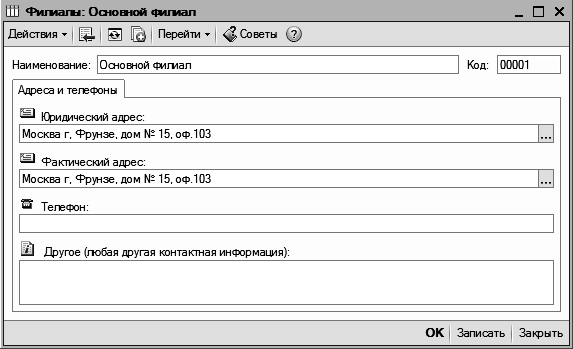 Филиалы: Основной филиал
Действия Перейти Советы ?
Наименование: Основной филиал Код: 00001
Адреса и телефоны
Юридический адрес:
Москва г, Фрунзе, дом № 15, оф.103 ...
Фактический адрес:
Москва г, Фрунзе, дом № 15, оф.103 ...
Телефон:
Другое (любая другая контактная информация):
OK Записать Закрыть